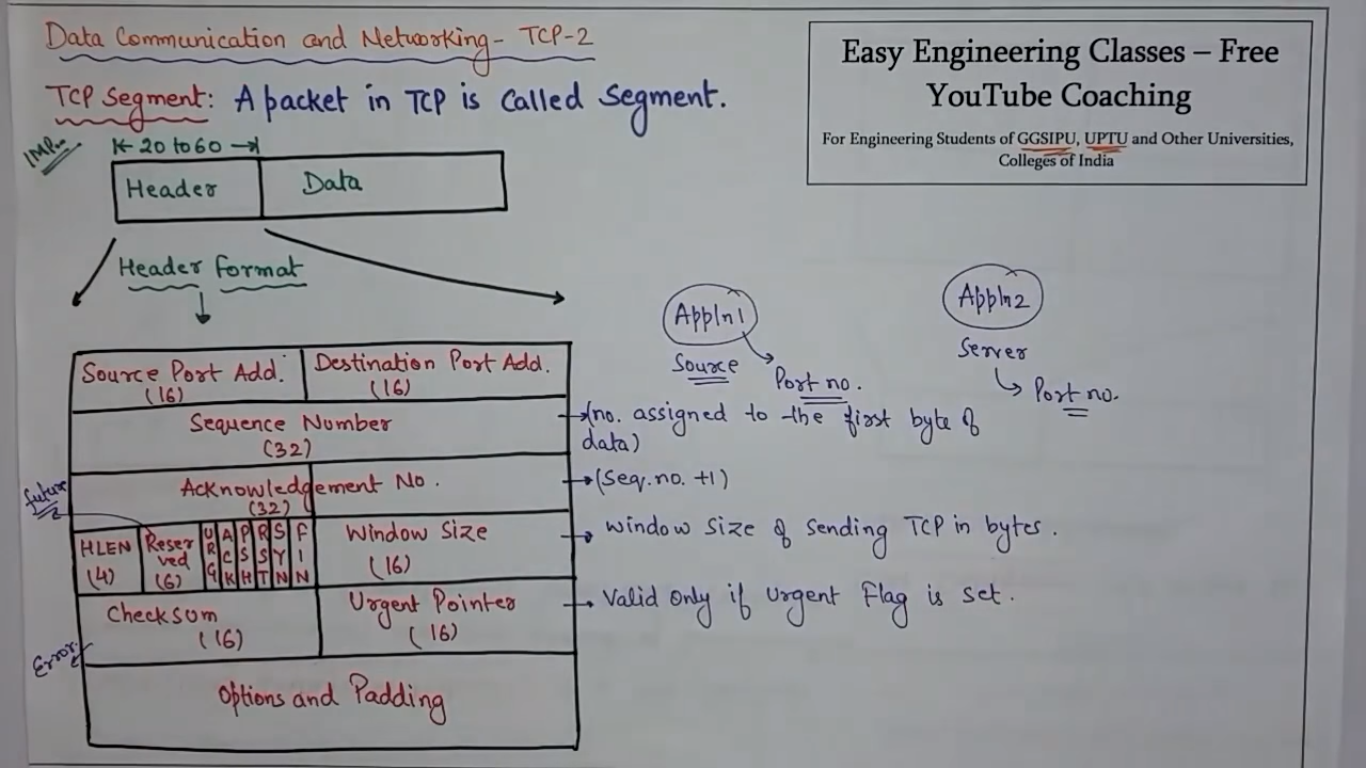 Data Communication and Networking- TCP-2
Easy Engineering Classes – Free
YouTube Coaching
For Engineering Students of GGSIPU, UPTU and Other Universities,
Colleges of India
TCP Segment: A packet in TCP is called Segment.
IMP
20 to 60
Header
Data
Header Format
Appln1
Source
Port no.
Appln2
Server
Port no.
Source Port Add.
(16)
Destination Port Add.
(16)
Sequence Number
(32)
(no. assigned to the first byte of
data)
Acknowledgement No.
(32)
(Seq. no. +1)
future
HLEN
(4)
Reser
ved
(6)
URG
ACK
PSH
RST
SYN
FIN
Window Size
(16)
Window Size of Sending TCP in bytes.
Checksum
(16)
Urgent Pointer
(16)
Valid only if Urgent Flag is set.
Error
Options and Padding